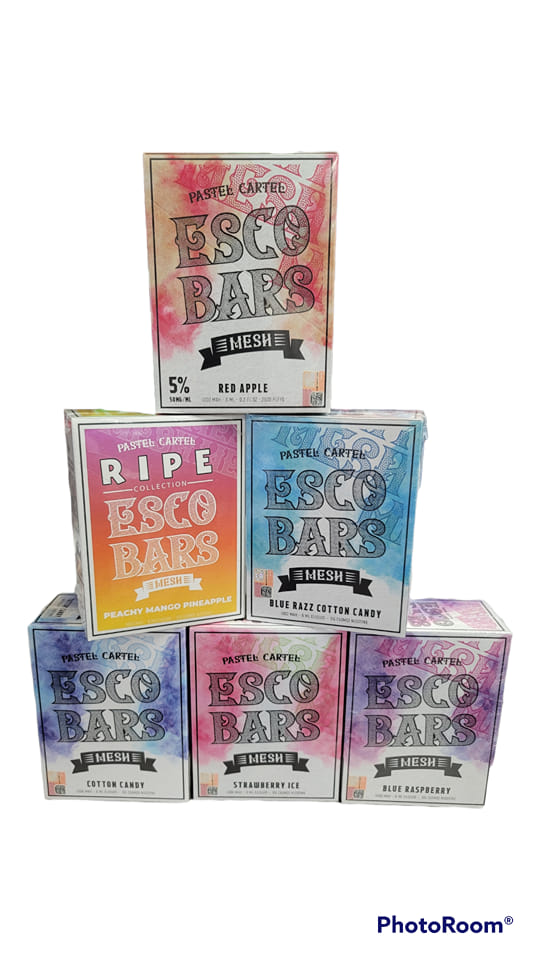 PASTEL CARTEL
ESCO
BARS
MESH
5%
50MG/ML
RED APPLE
PASTEL CARTEL
RIPE
COLLECTION
ESCO
BARS
MESH
PEACHY MANGO PINEAPPLE
PASTEL CARTEL
ESCO
BARS
MESH
BLUE RAZZ COTTON CANDY
PASTEL CARTEL
ESCO
BARS
MESH
COTTON CANDY
PASTEL CARTEL
ESCO
BARS
MESH
STRAWBERRY ICE
PASTEL CARTEL
ESCO
BARS
MESH
BLUE RASPBERRY
PhotoRoom®